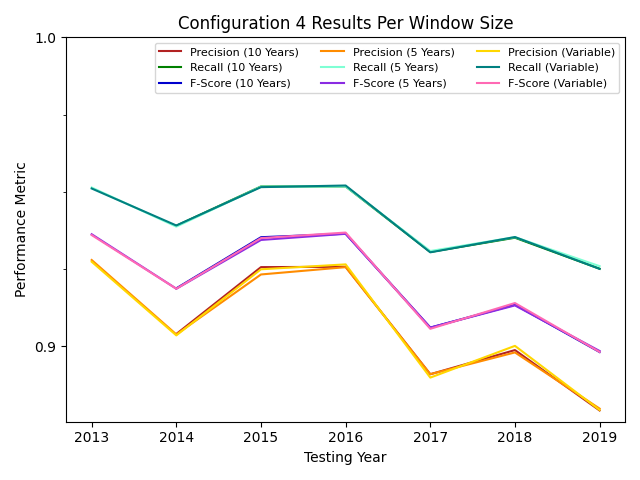 Configuration 4 Results Per Window Size
1.0
Precision (10 Years)
Recall (10 Years)
F-Score (10 Years)
Precision (5 Years)
Recall (5 Years)
F-Score (5 Years)
Precision (Variable)
Recall (Variable)
F-Score (Variable)
Performance Metric
0.9
2013 2014 2015 2016 2017 2018 2019
Testing Year